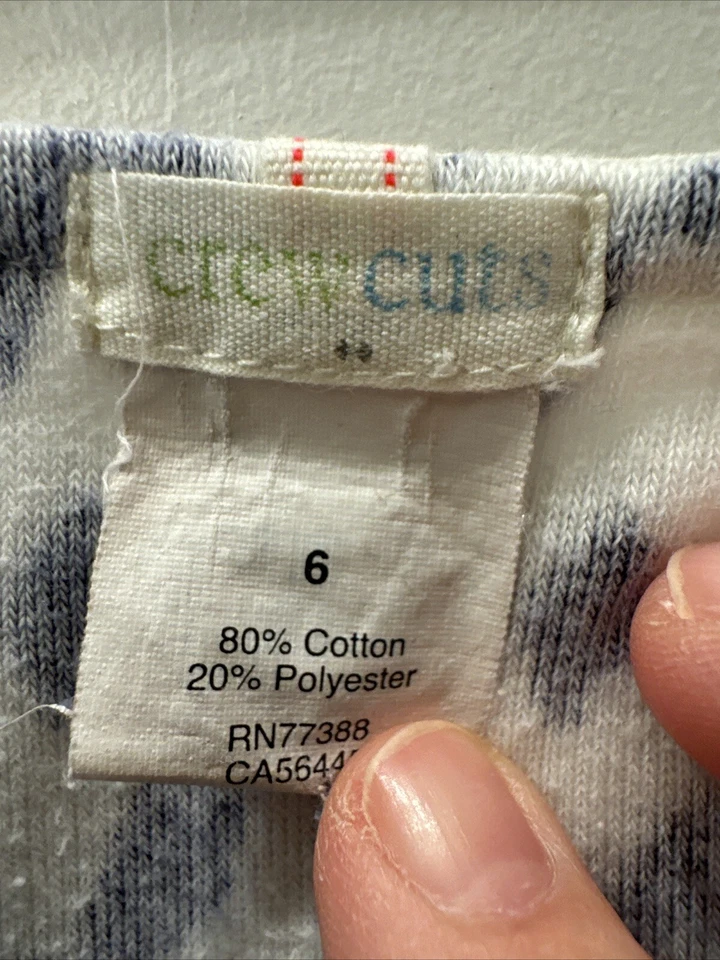 crewcuts
6
80% Cotton
20% Polyester
RN77388